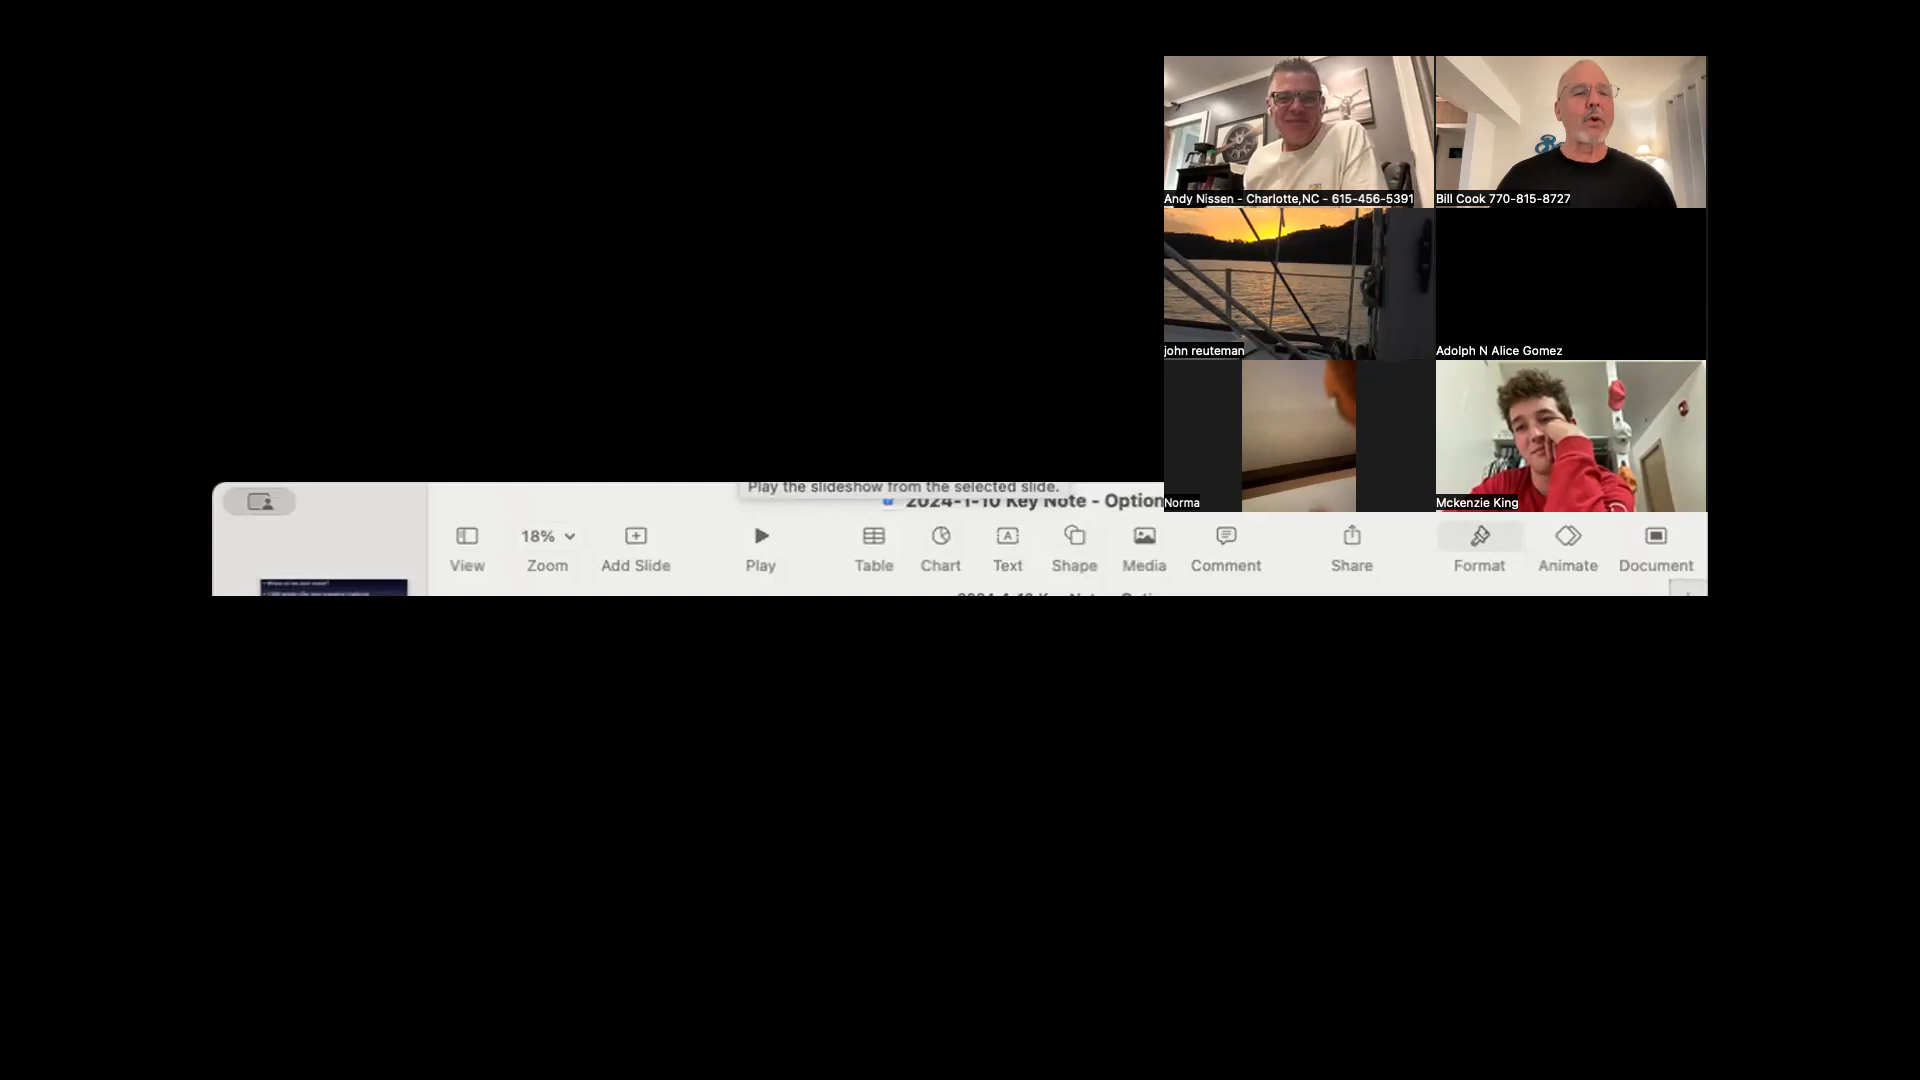 Andy Nissen - Charlotte,NC - 615-456-5391
Bill Cook 770-815-8727
john reuteman
Adolph N Alice Gomez
Norma
Mckenzie King
Play the slideshow from the selected slide.
2024-1-10 Key Note - Option
18%
View
Zoom
Add Slide
Play
Table
Chart
Text
Shape
Media
Comment
Share
Format
Animate
Document